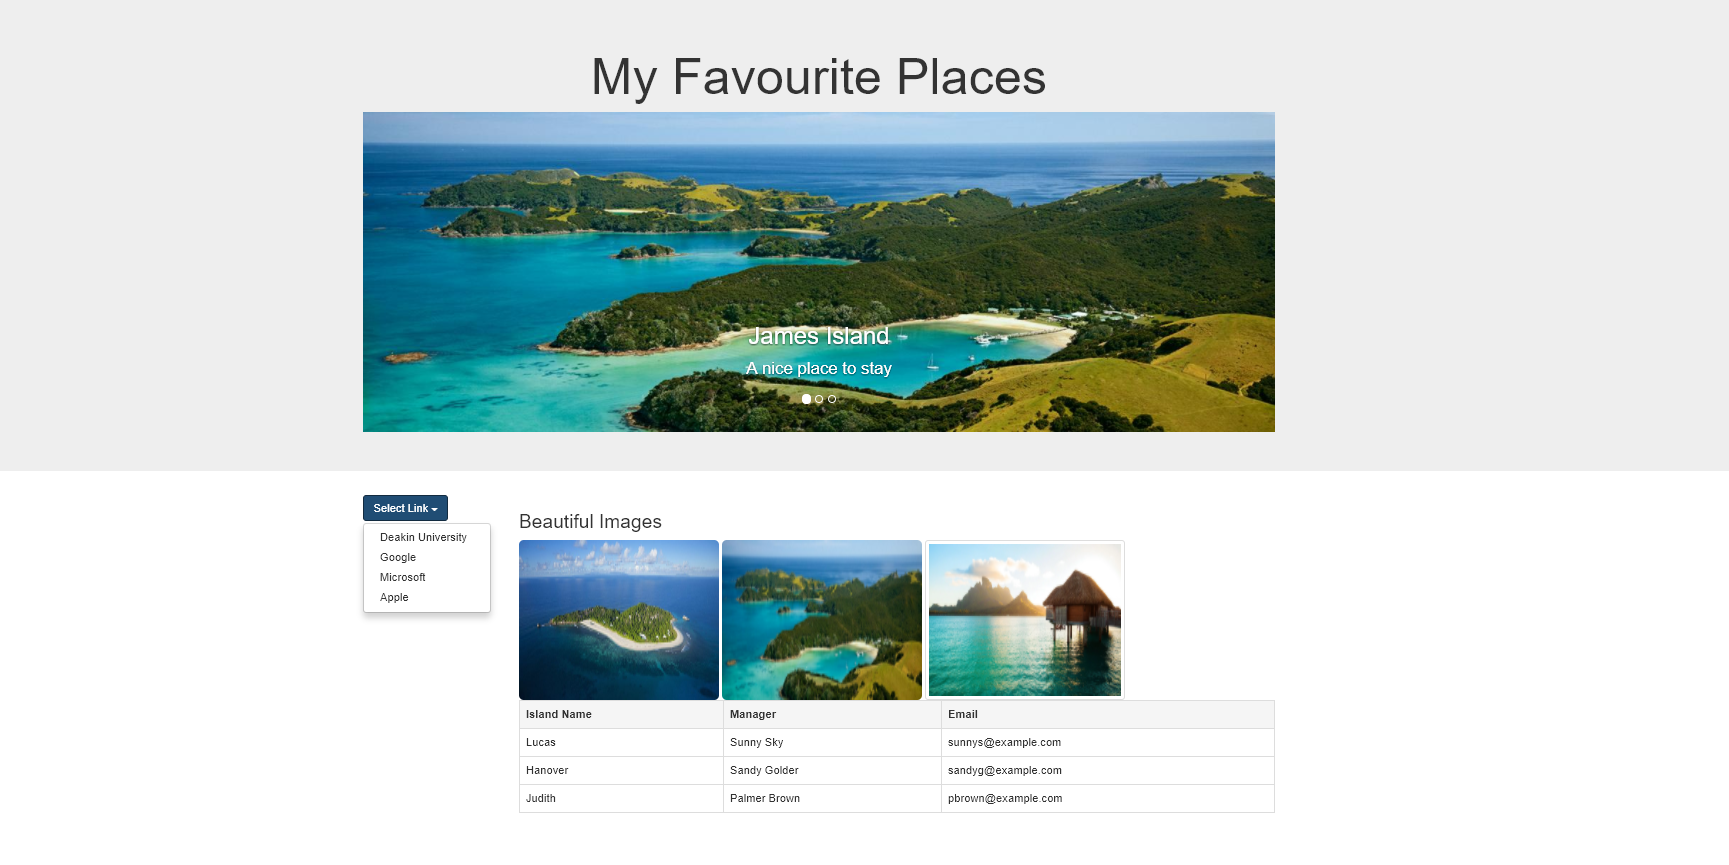 My Favourite Places
James Island
A nice place to stay
Select Link
Deakin University
Google
Microsoft
Apple
Beautiful Images
Island Name Manager Email
Lucas Sunny Sky sunnys@example.com
Hanover Sandy Golder sandyg@example.com
Judith Palmer Brown pbrown@example.com